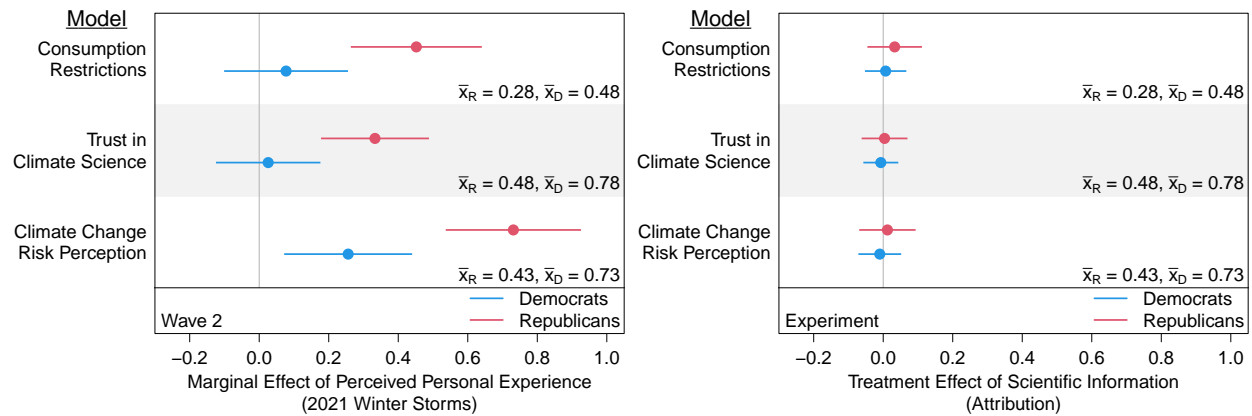 Model
Consumption
Restrictions
x̄R = 0.28, x̄D = 0.48
Trust in
Climate Science
x̄R = 0.48, x̄D = 0.78
Climate Change
Risk Perception
x̄R = 0.43, x̄D = 0.73
Democrats
Republicans
Wave 2
−0.2 0.0 0.2 0.4 0.6 0.8 1.0
Marginal Effect of Perceived Personal Experience
(2021 Winter Storms)
Model
Consumption
Restrictions
x̄R = 0.28, x̄D = 0.48
Trust in
Climate Science
x̄R = 0.48, x̄D = 0.78
Climate Change
Risk Perception
x̄R = 0.43, x̄D = 0.73
Democrats
Republicans
Experiment
−0.2 0.0 0.2 0.4 0.6 0.8 1.0
Treatment Effect of Scientific Information
(Attribution)